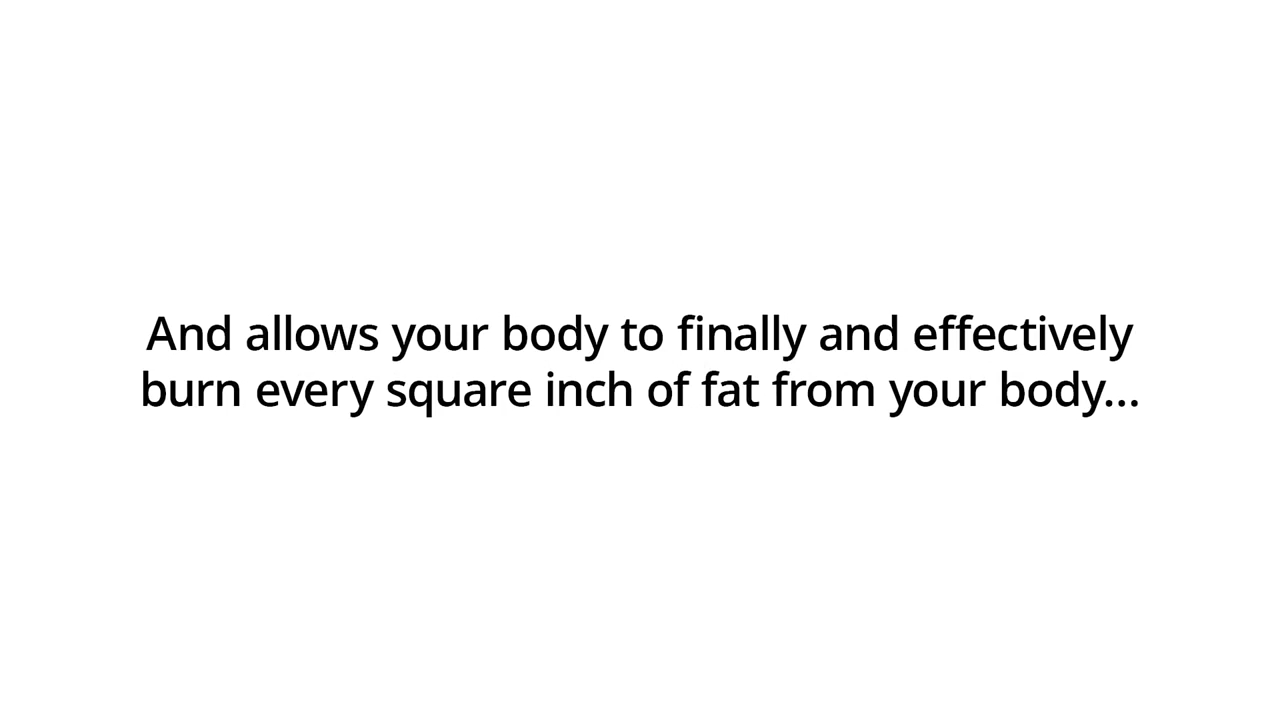 And allows your body to finally and effectively
burn every square inch of fat from your body...